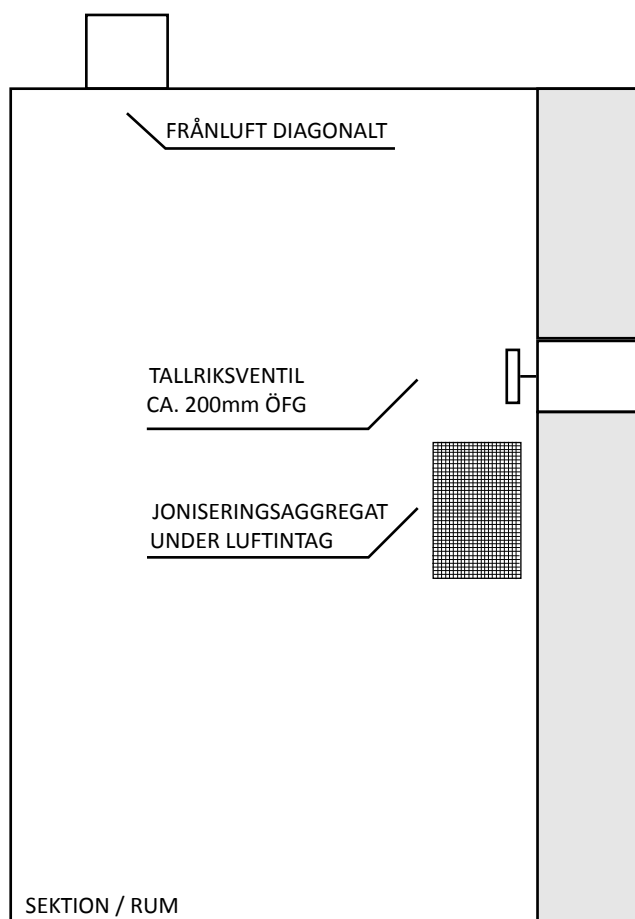 FRÅNLUFT DIAGONALT
TALLRIKSVENTIL
CA. 200mm ÖFG
JONISERINGSAGGREGAT
UNDER LUFTINTAG
SEKTION / RUM